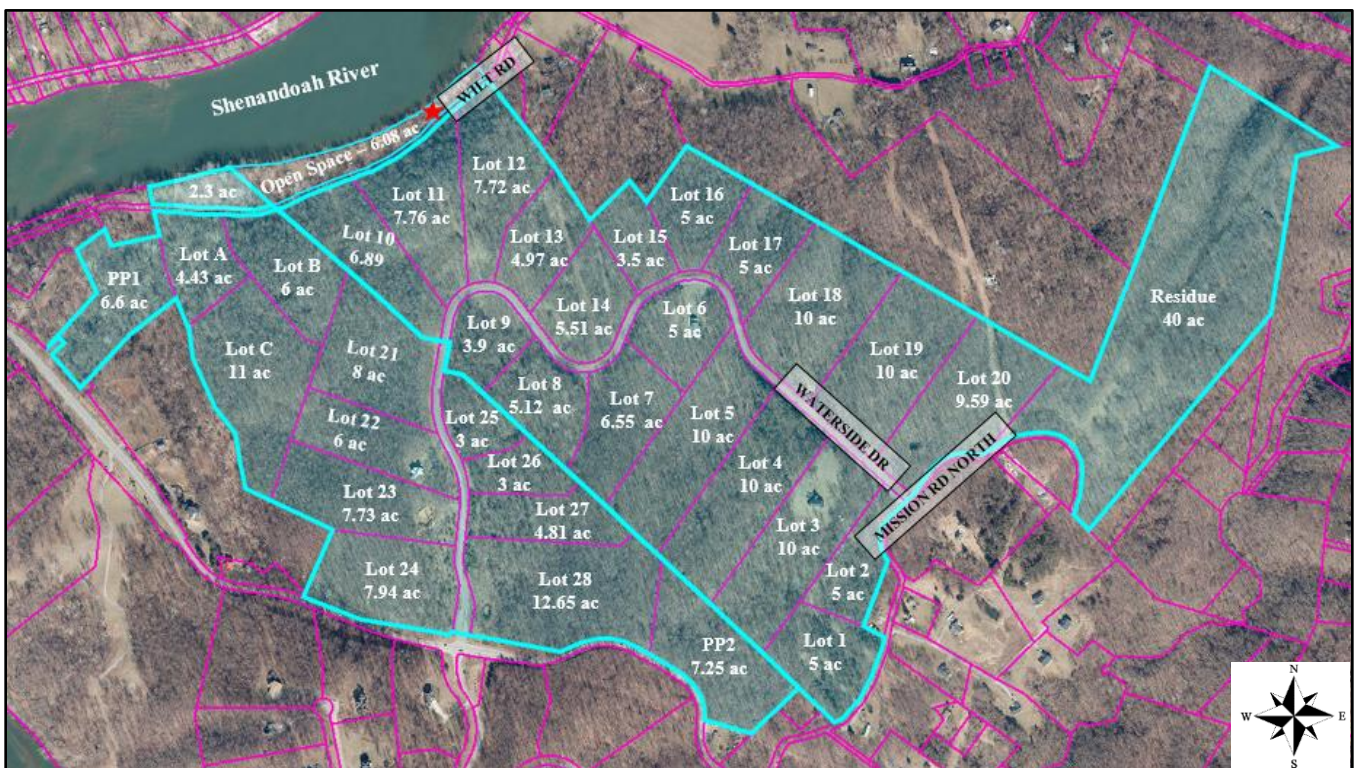 Shenandoah River
WILT RD
Open Space – 6.08 ac
2.3 ac
Lot 12
7.72 ac
Lot 11
7.76 ac
Lot 16
5 ac
Lot 10
6.89
Lot 13
4.97 ac
Lot 15
3.5 ac
Lot 17
5 ac
Lot A
4.43 ac
Lot B
6 ac
PP1
6.6 ac
Lot 18
10 ac
Residue
40 ac
Lot 14
5.51 ac
Lot 6
5 ac
Lot 9
3.9 ac
Lot C
11 ac
Lot 21
8 ac
Lot 19
10 ac
Lot 20
9.59 ac
Lot 8
5.12 ac
Lot 7
6.55 ac
Lot 5
10 ac
WATERSIDE DR
Lot 25
3 ac
Lot 22
6 ac
Lot 4
10 ac
MISSION RD NORTH
Lot 26
3 ac
Lot 23
7.73 ac
Lot 27
4.81 ac
Lot 3
10 ac
Lot 2
5 ac
Lot 24
7.94 ac
Lot 28
12.65 ac
PP2
7.25 ac
Lot 1
5 ac
N
W
E
S